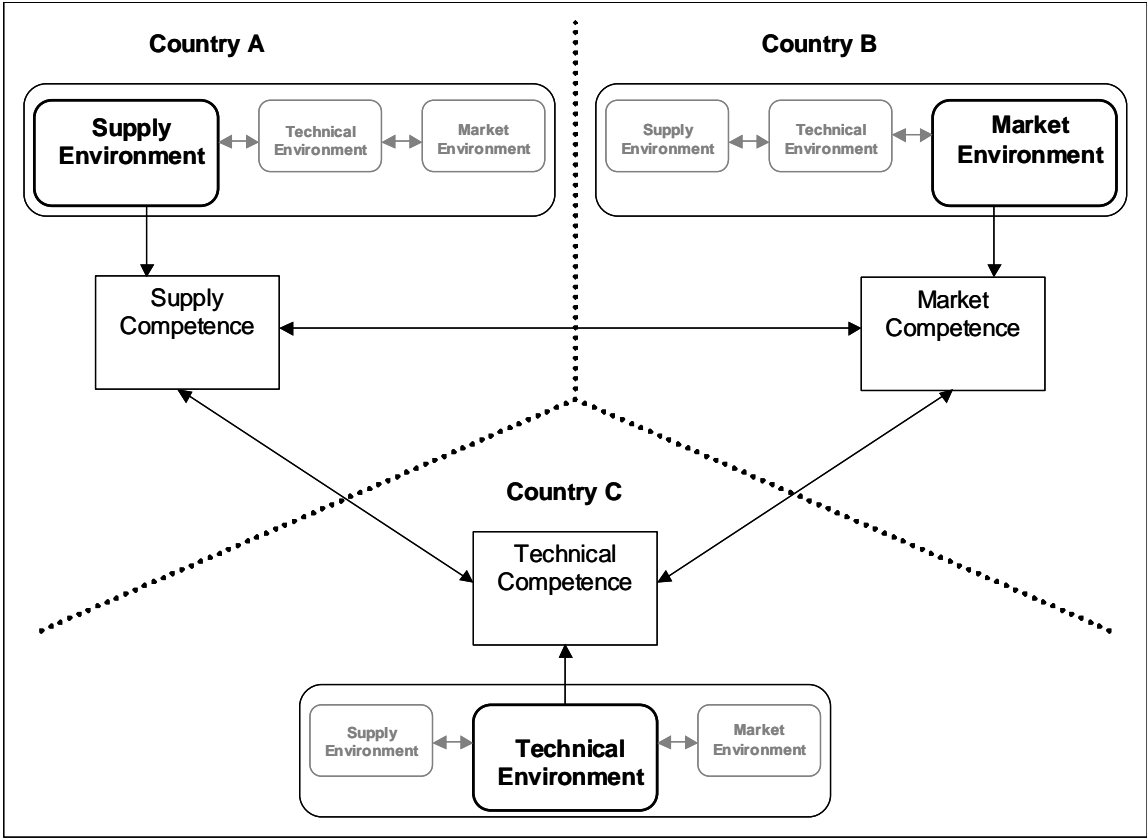 Country A
Country B
Supply
Environment
Technical
Environment
Market
Environment
Supply
Environment
Technical
Environment
Market
Environment
Supply
Competence
Market
Competence
Country C
Technical
Competence
Supply
Environment
Technical
Environment
Market
Environment